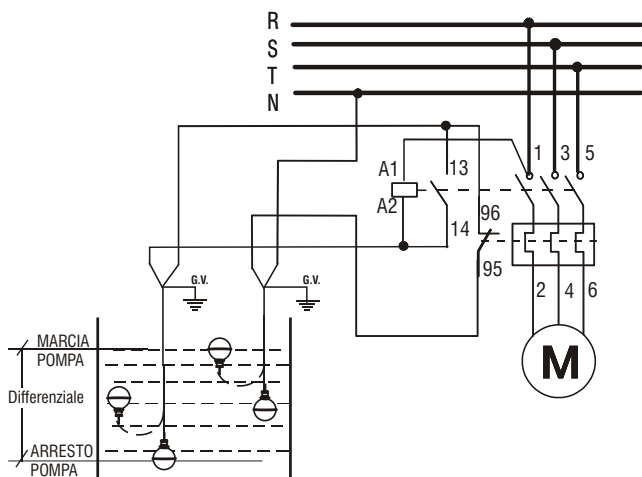 R
S
T
N
1 3 5
A1 13
A2
14
96
95
G.V. G.V.
2 4 6
M
MARCIA
POMPA
Differenziale
ARRESTO
POMPA